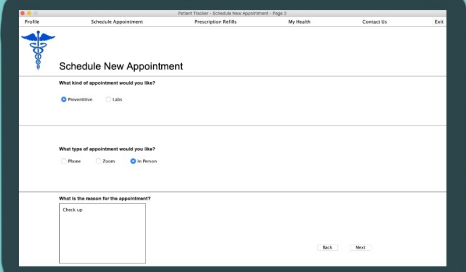 Patient Tracker - Schedule New Appointment - Page 2
Profile Schedule Appointment Prescription Refills My Health Contact Us Exit
Schedule New Appointment
What kind of appointment would you like?
Preventitive Labs
What type of appointment would you like?
Phone Zoom In Person
What is the reason for the appointment?
Check up
Back Next